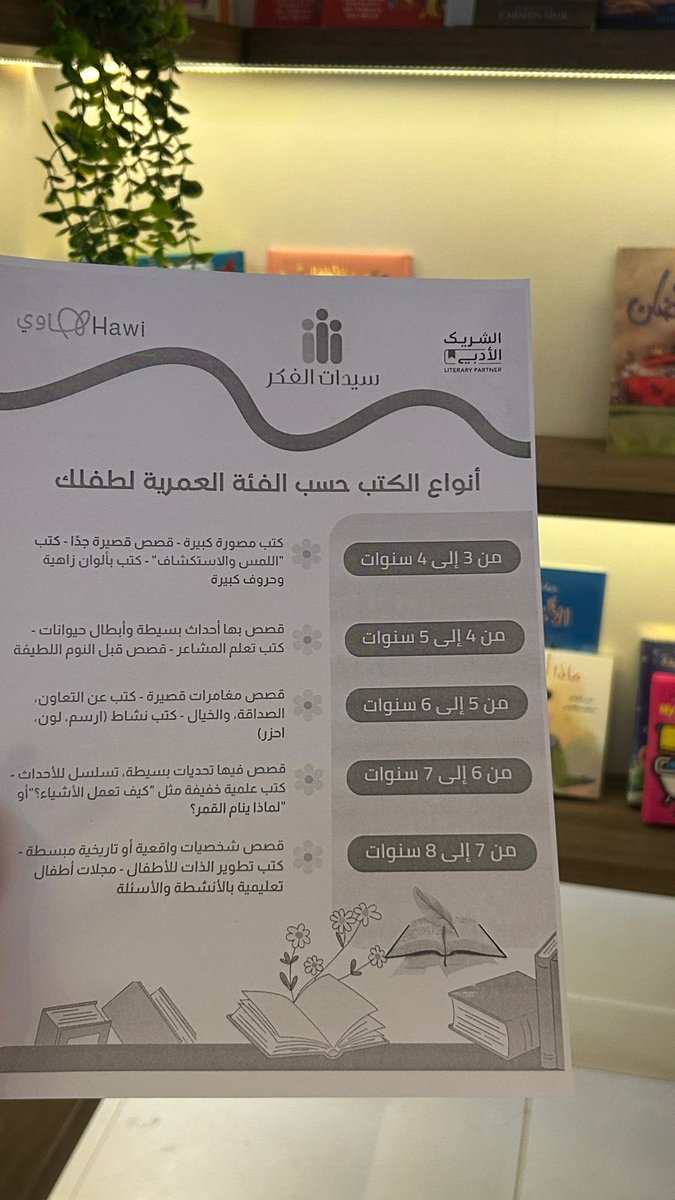 هاوي Hawi
سيدات الفكر
الشريك
الأدبي
LITERARY PARTNER
أنواع الكتب حسب الفئة العمرية لطفلك
من 3 إلى 4 سنوات
كتب مصورة كبيرة - قصص قصيرة جدًا - كتب
"اللمس والاستكشاف" - كتب بألوان زاهية
وحروف كبيرة
من 4 إلى 5 سنوات
قصص بها أحداث بسيطة وأبطال حيوانات -
كتب تعلم المشاعر - قصص قبل النوم اللطيفة
من 5 إلى 6 سنوات
قصص مغامرات قصيرة - كتب عن التعاون،
الصداقة، والخيال - كتب نشاط (ارسم، لون،
احزر)
من 6 إلى 7 سنوات
قصص فيها تحديات بسيطة، تسلسل للأحداث -
كتب علمية خفيفة مثل "كيف تعمل الأشياء؟"أو
"لماذا ينام القمر؟
من 7 إلى 8 سنوات
قصص شخصيات واقعية أو تاريخية مبسطة -
كتب تطوير الذات للأطفال - مجلات أطفال
تعليمية بالأنشطة والأسئلة